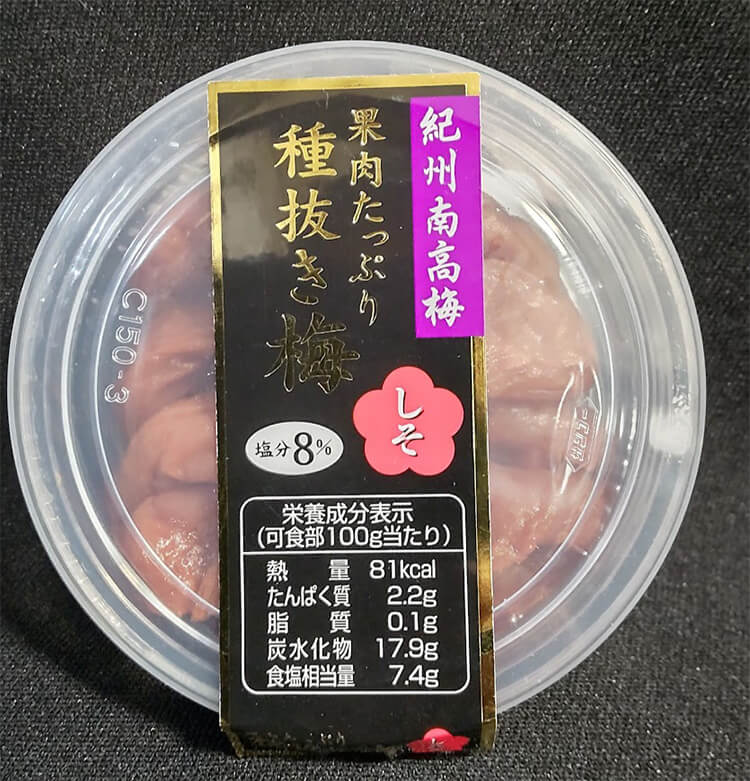 紀州南高梅
果肉たっぷり
種抜き梅
しそ
塩分8%
栄養成分表示
(可食部100g当たり)
熱量 81kcal
たんぱく質 2.2g
脂質 0.1g
炭水化物 17.9g
食塩相当量 7.4g
C150-3